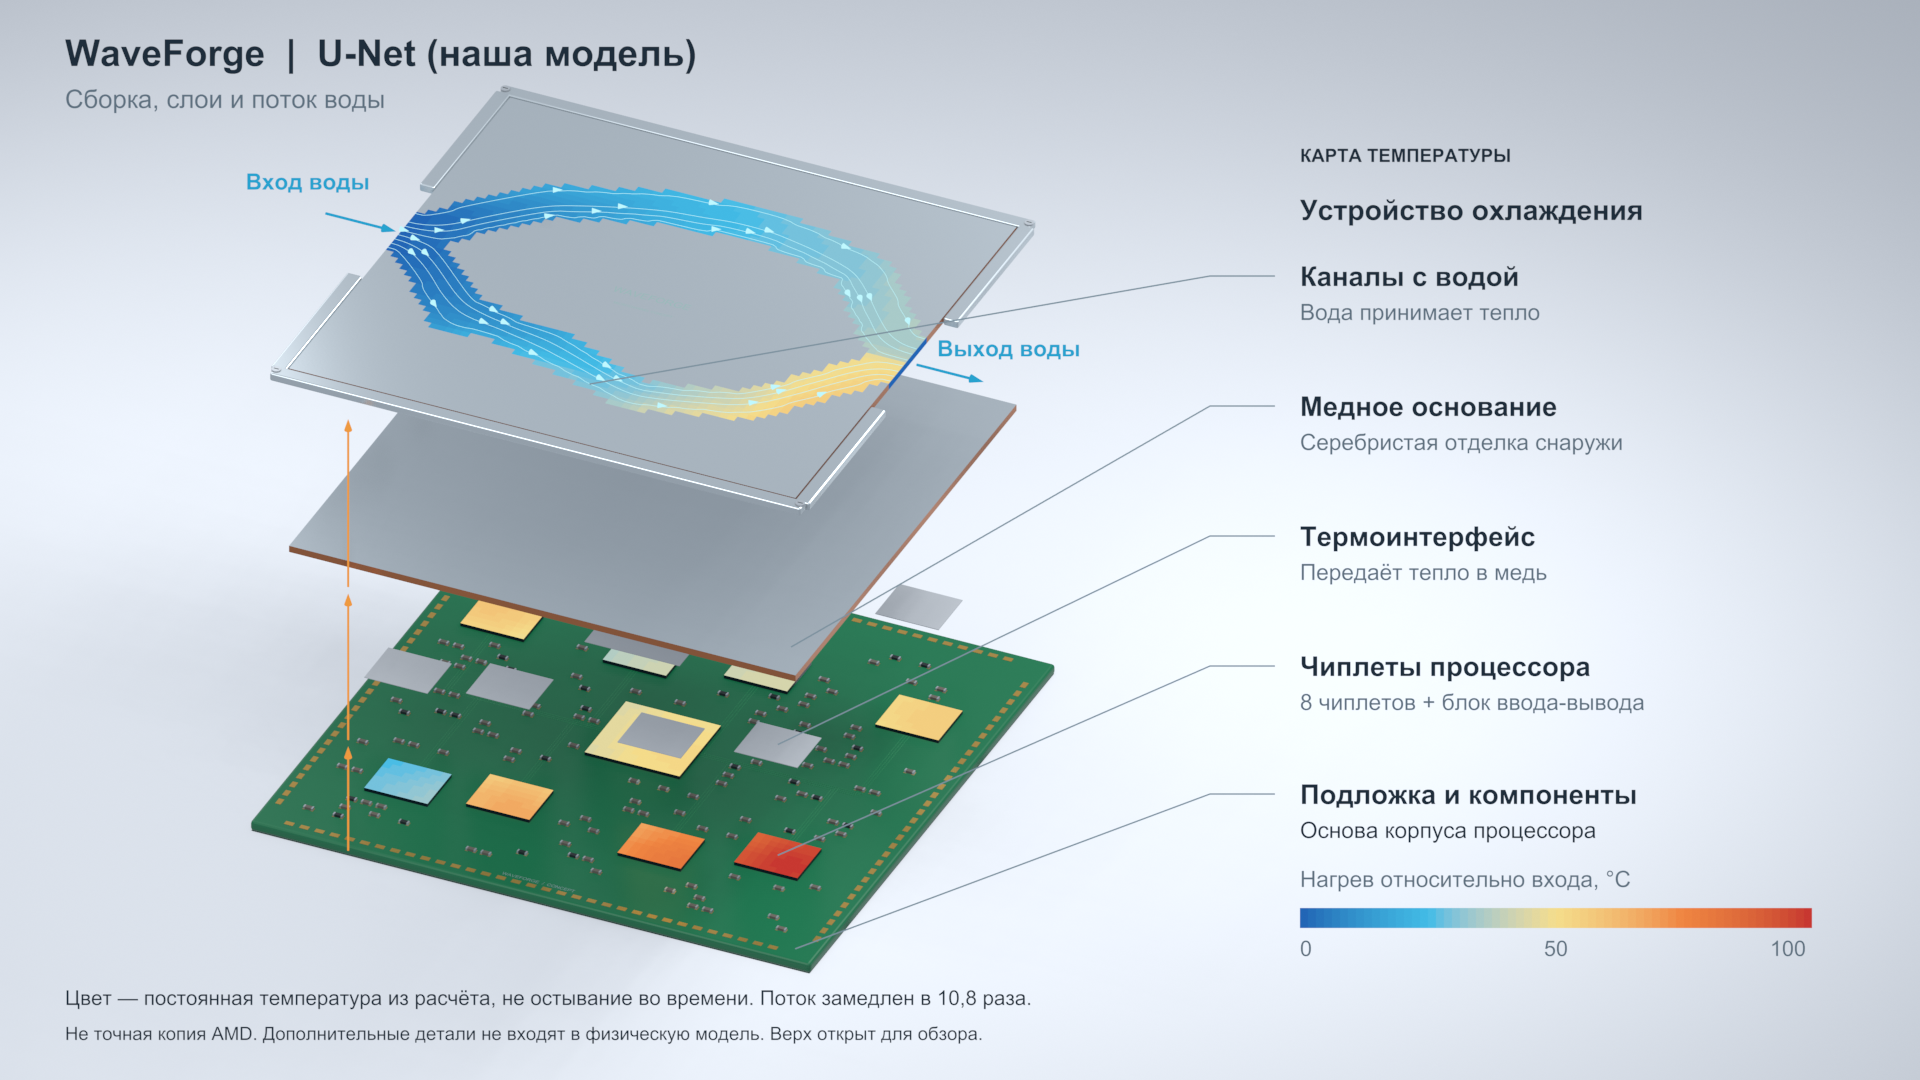 WaveForge | U-Net (наша модель)
Сборка, слои и поток воды
Вход воды
Выход воды
КАРТА ТЕМПЕРАТУРЫ
Устройство охлаждения
Каналы с водой
Вода принимает тепло
Медное основание
Серебристая отделка снаружи
Термоинтерфейс
Передаёт тепло в медь
Чиплеты процессора
8 чиплетов + блок ввода-вывода
Подложка и компоненты
Основа корпуса процессора
Нагрев относительно входа, °C
0 50 100
Цвет — постоянная температура из расчёта, не остывание во времени. Поток замедлен в 10,8 раза.
Не точная копия AMD. Дополнительные детали не входят в физическую модель. Верх открыт для обзора.